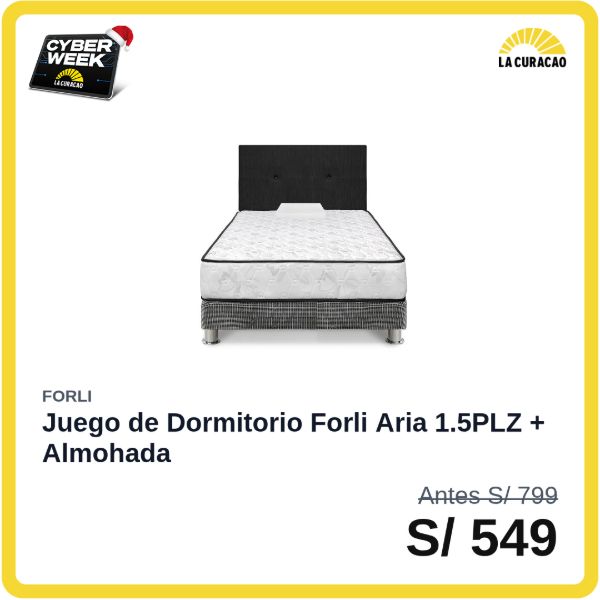 CYBER
WEEK
LA CURACAO
LA CURACAO
FORLI
Juego de Dormitorio Forli Aria 1.5PLZ +
Almohada
Antes S/ 799
S/ 549